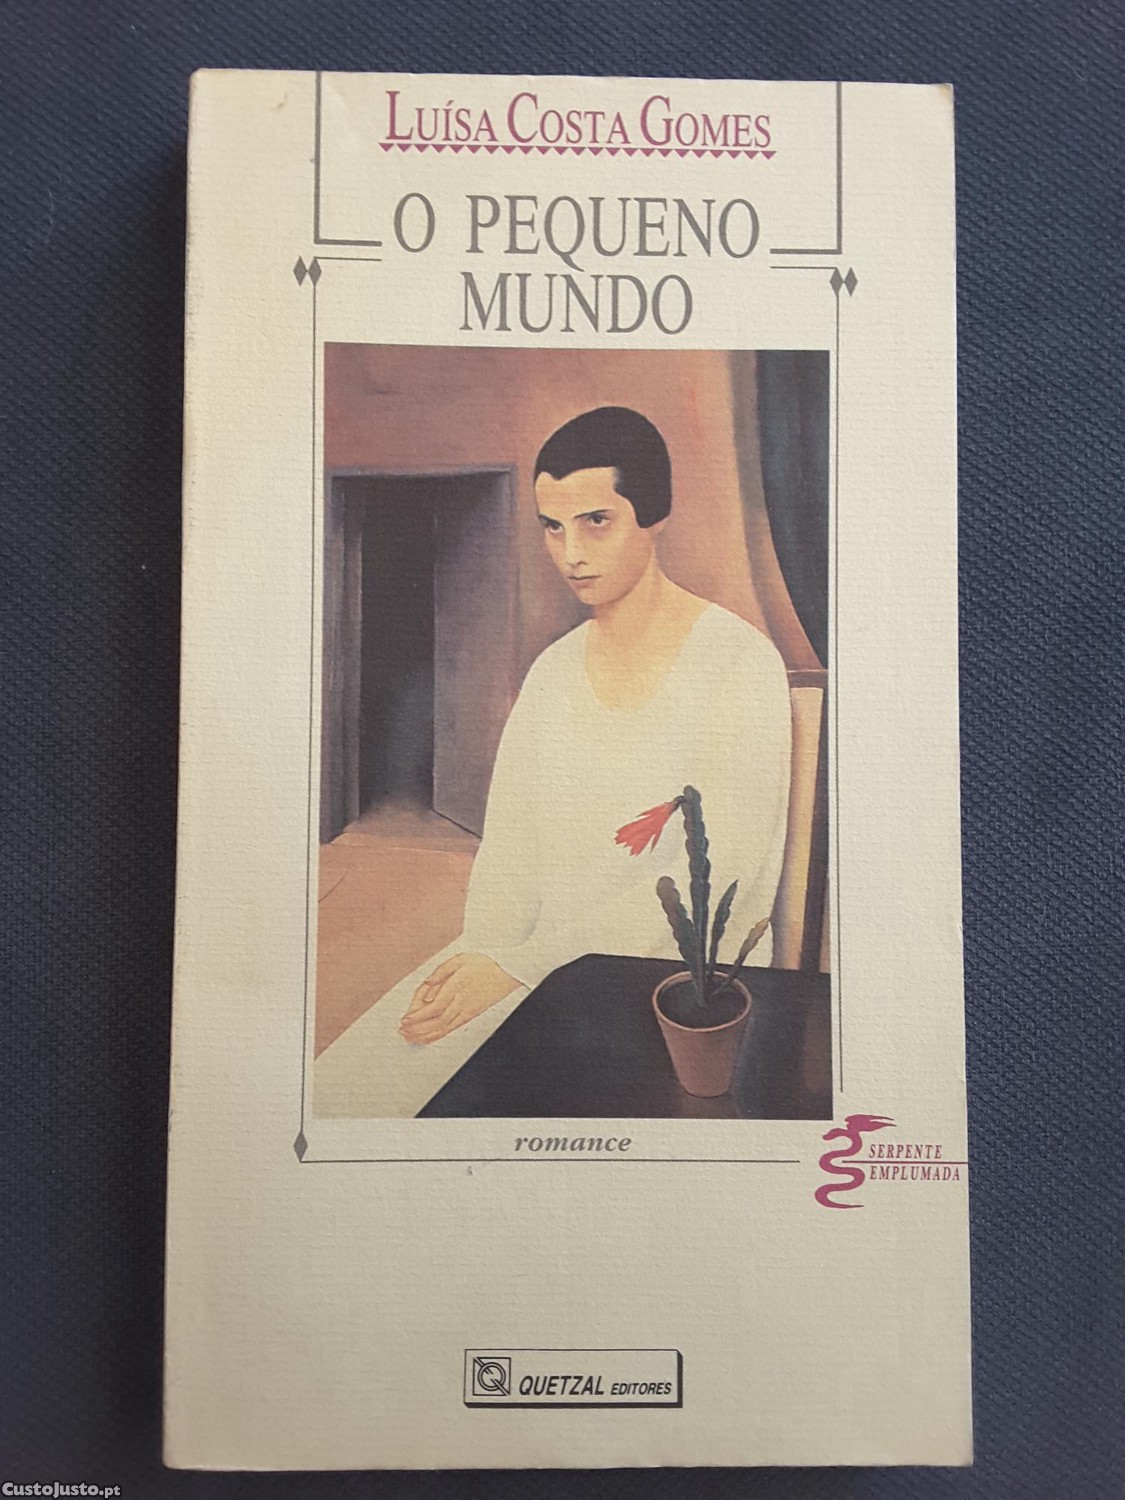 LUÍSA COSTA GOMES
O PEQUENO
MUNDO
romance
SERPENTE
EMPLUMADA
QUETZAL EDITORES
CustoJusto.pt